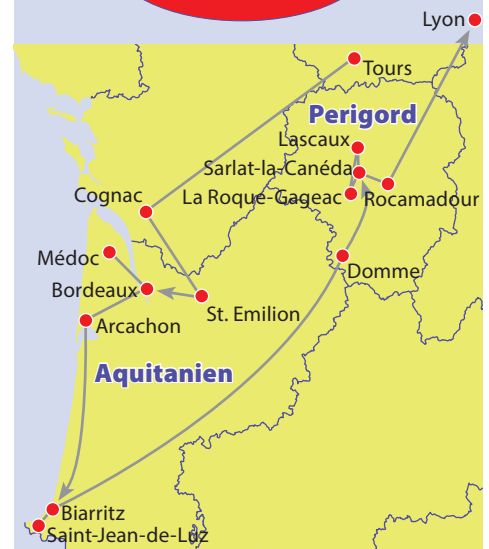 Lyon
Tours
Perigord
Lascaux
Sarlat-la-Canéda
La Roque-Gageac
Rocamadour
Cognac
Médoc
Domme
Bordeaux
St. Emilion
Arcachon
Aquitanien
Biarritz
Saint-Jean-de-Luz